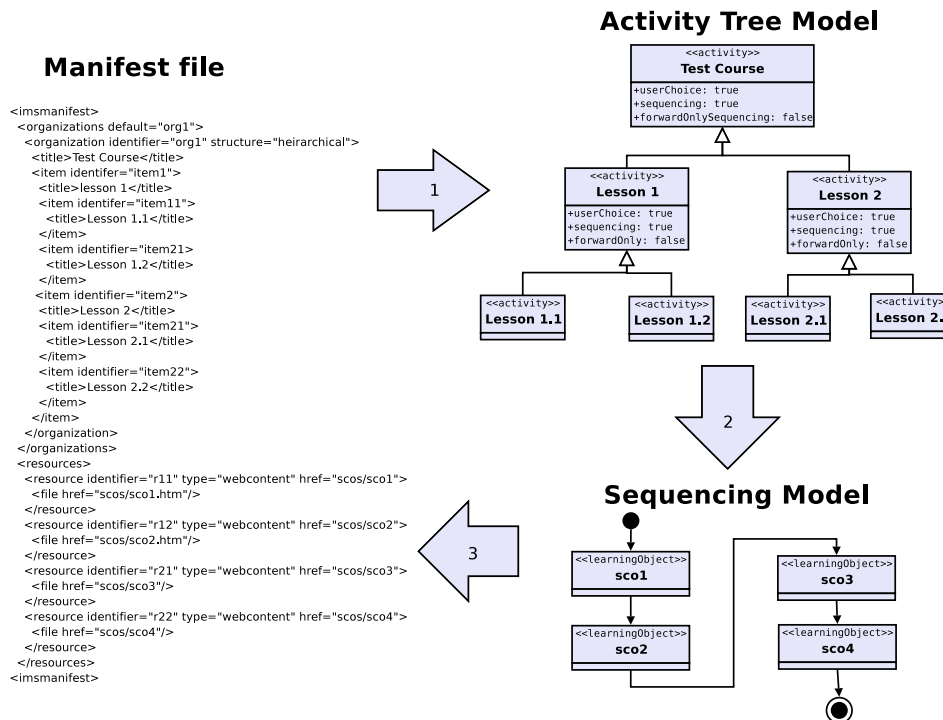 Activity Tree Model
Manifest file
<imsmanifest>
<organizations default="org1">
<organization identifier="org1" structure="heirarchical">
<title>Test Course</title>
<item identifer="item1">
<title>lesson 1</title>
<item identifer="item11">
<title>Lesson 1.1</title>
</item>
<item identifier="item21>
<title>Lesson 1.2</title>
</item>
<item identifier="item2">
<title>Lesson 2</title>
<item identifier="item21">
<title>Lesson 2.1</title>
</item>
<item identifier="item22">
<title>Lesson 2.2</title>
</item>
</item>
</organization>
</organizations>
<resources>
<resource identifier="r11" type="webcontent" href="scos/sco1">
<file href="scos/sco1.htm"/>
</resource>
<resource identifier="r12" type="webcontent" href="scos/sco2">
<file href="scos/sco2.htm"/>
</resource>
<resource identifier="r21" type="webcontent" href="scos/sco3">
<file href="scos/sco3"/>
</resource>
<resource identifier="r22" type="webcontent" href="scos/sco4">
<file href="scos/sco4"/>
</resource>
</resources>
<imsmanifest>
1
<<activity>>
Test Course
+userChoice: true
+sequencing: true
+forwardOnlySequencing: false
<<activity>>
Lesson 1
+userChoice: true
+sequencing: true
+forwardOnly: false
<<activity>>
Lesson 2
+userChoice: true
+sequencing: true
+forwardOnly: false
<<activity>>
Lesson 1.1
<<activity>>
Lesson 1.2
<<activity>>
Lesson 2.1
<<activity>>
Lesson 2.
2
Sequencing Model
3
<<learningObject>>
sco1
<<learningObject>>
sco2
<<learningObject>>
sco3
<<learningObject>>
sco4